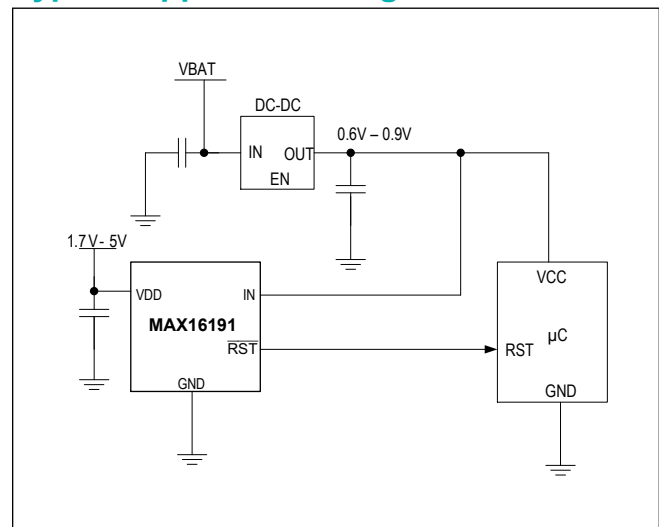 VBAT
DC-DC
IN OUT
EN
0.6V – 0.9V
1.7V - 5V
VDD IN
MAX16191
RST
GND
VCC
µC
RST
GND